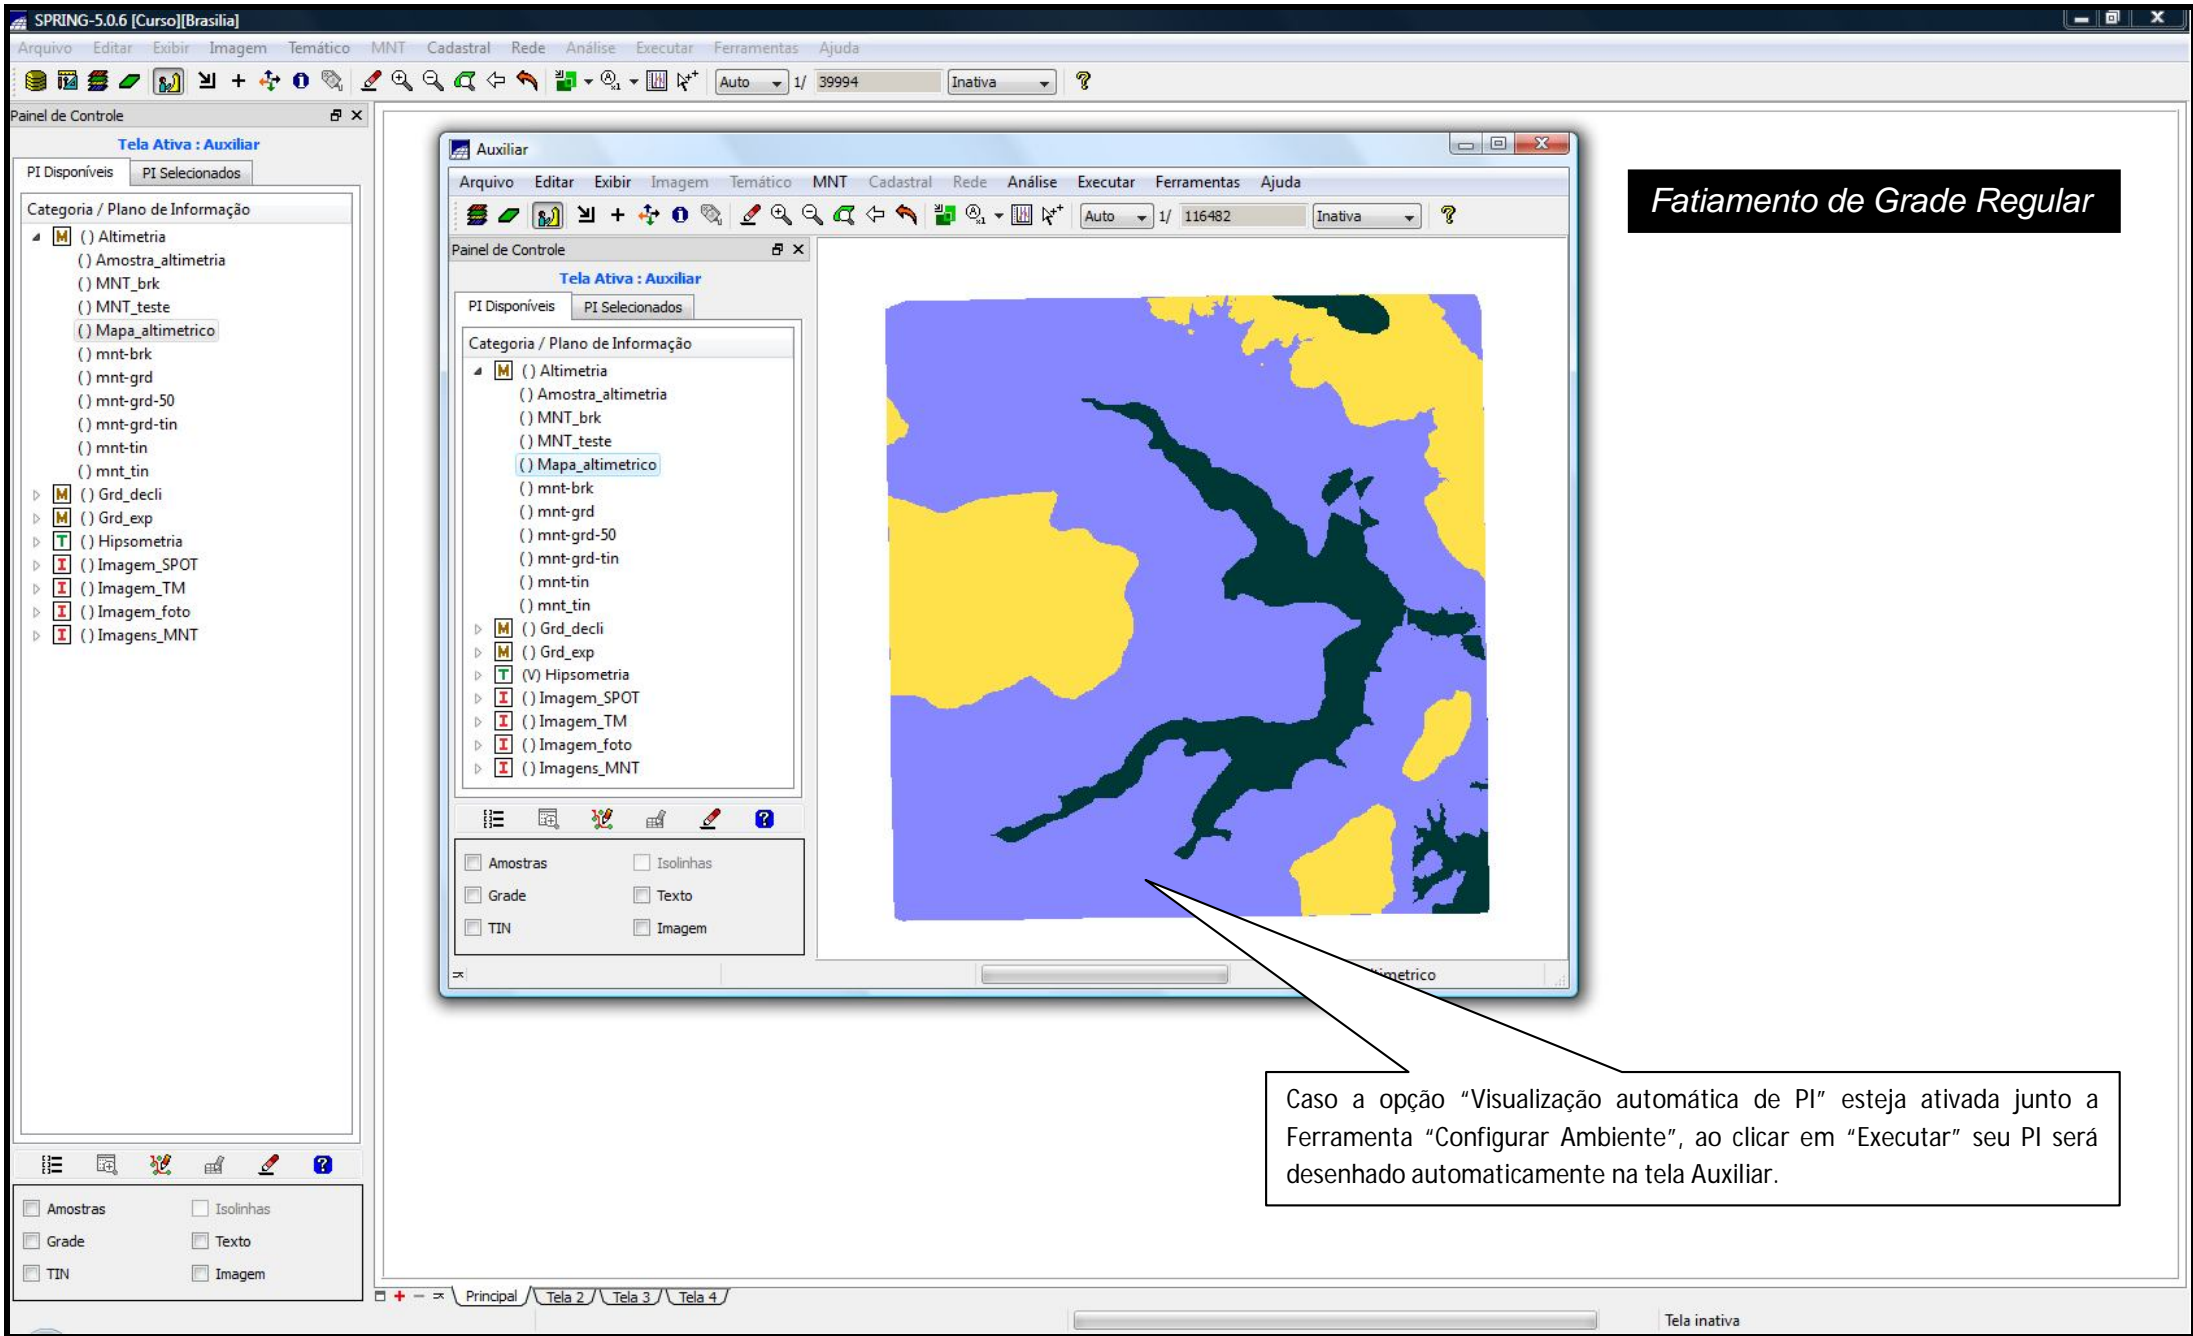 SPRING-5.0.6 [Curso][Brasilia]
Arquivo Editar Exibir Imagem Temático MNT Cadastral Rede Análise Executar Ferramentas Ajuda
Auto 1/ 39994 Inativa
Painel de Controle
Tela Ativa : Auxiliar
PI Disponíveis PI Selecionados
Categoria / Plano de Informação
M () Altimetria
() Amostra_altimetria
() MNT_brk
() MNT_teste
() Mapa_altimetrico
() mnt-brk
() mnt-grd
() mnt-grd-50
() mnt-grd-tin
() mnt-tin
() mnt_tin
M () Grd_decli
M () Grd_exp
T () Hipsometria
I () Imagem_SPOT
I () Imagem_TM
I () Imagem_foto
I () Imagens_MNT
Amostras Isolinhas
Grade Texto
TIN Imagem
Auxiliar
Arquivo Editar Exibir Imagem Temático MNT Cadastral Rede Análise Executar Ferramentas Ajuda
Auto 1/ 116482 Inativa
Painel de Controle
Tela Ativa : Auxiliar
PI Disponíveis PI Selecionados
Categoria / Plano de Informação
M () Altimetria
() Amostra_altimetria
() MNT_brk
() MNT_teste
() Mapa_altimetrico
() mnt-brk
() mnt-grd
() mnt-grd-50
() mnt-grd-tin
() mnt-tin
() mnt_tin
M () Grd_decli
M () Grd_exp
T (V) Hipsometria
I () Imagem_SPOT
I () Imagem_TM
I () Imagem_foto
I () Imagens_MNT
Amostras Isolinhas
Grade Texto
TIN Imagem
Fatiamento de Grade Regular
Caso a opção “Visualização automática de PI” esteja ativada junto a
Ferramenta “Configurar Ambiente”, ao clicar em “Executar” seu PI será
desenhado automaticamente na tela Auxiliar.
Principal Tela 2 Tela 3 Tela 4
Tela inativa